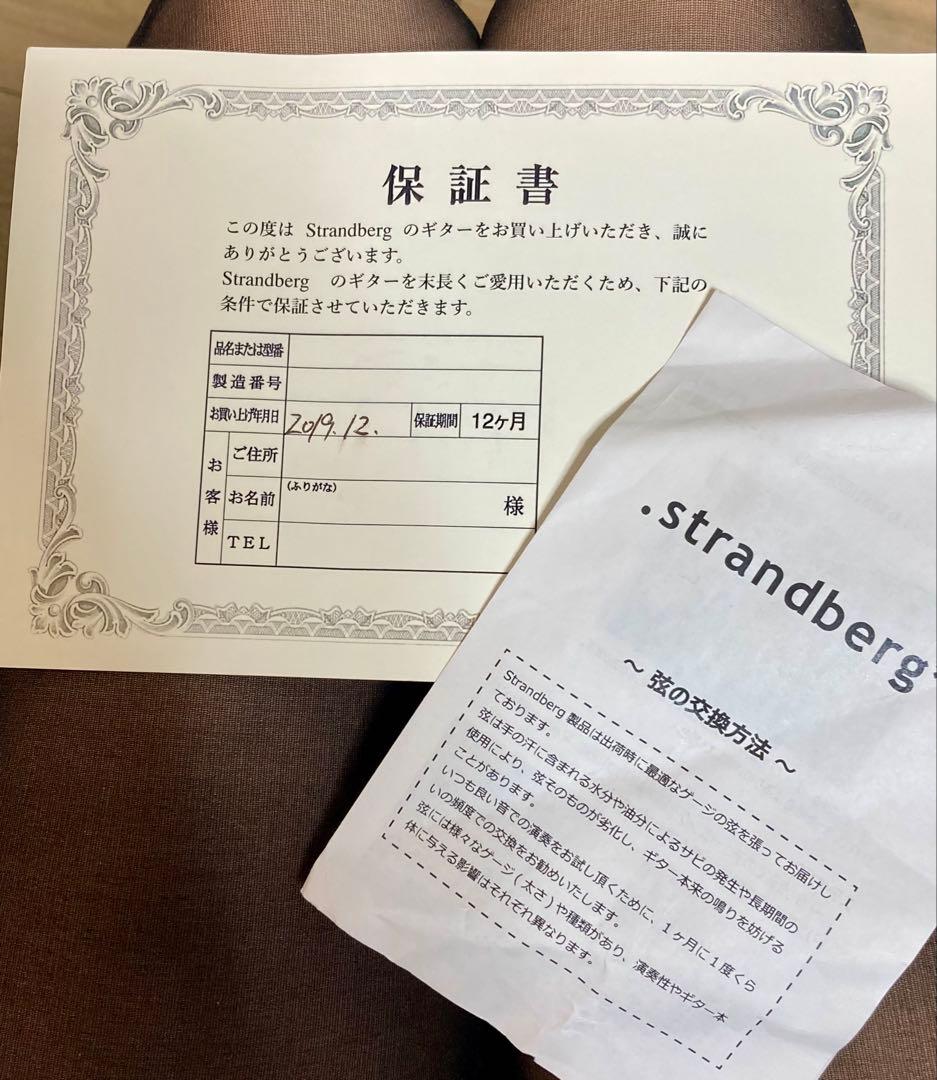 保証書
この度は Strandberg のギターをお買い上げいただき、誠に
ありがとうございます。
Strandberg のギターを末長くご愛用いただくため、下記の
条件で保証させていただきます。
品名または型番
製造番号
お買い上げ年月日 2019.12. 保証期間 12ヶ月
お客様
ご住所
お名前 (ふりがな) 様
TEL
.strandberg
～ 弦の交換方法 ～
Strandberg 製品は出荷時に最適なゲージの弦を張ってお届けし
ております。
弦は手の汗に含まれる水分や油分によるサビの発生や長期間の
使用により、弦そのものが劣化し、ギター本来の鳴りを妨げる
ことがあります。
いつも良い音での演奏をお試し頂くために、1ヶ月に1度くら
いの頻度での交換をお勧めいたします。
弦には様々なゲージ(太さ)や種類があり、演奏性やギター本
体に与える影響はそれぞれ異なります。